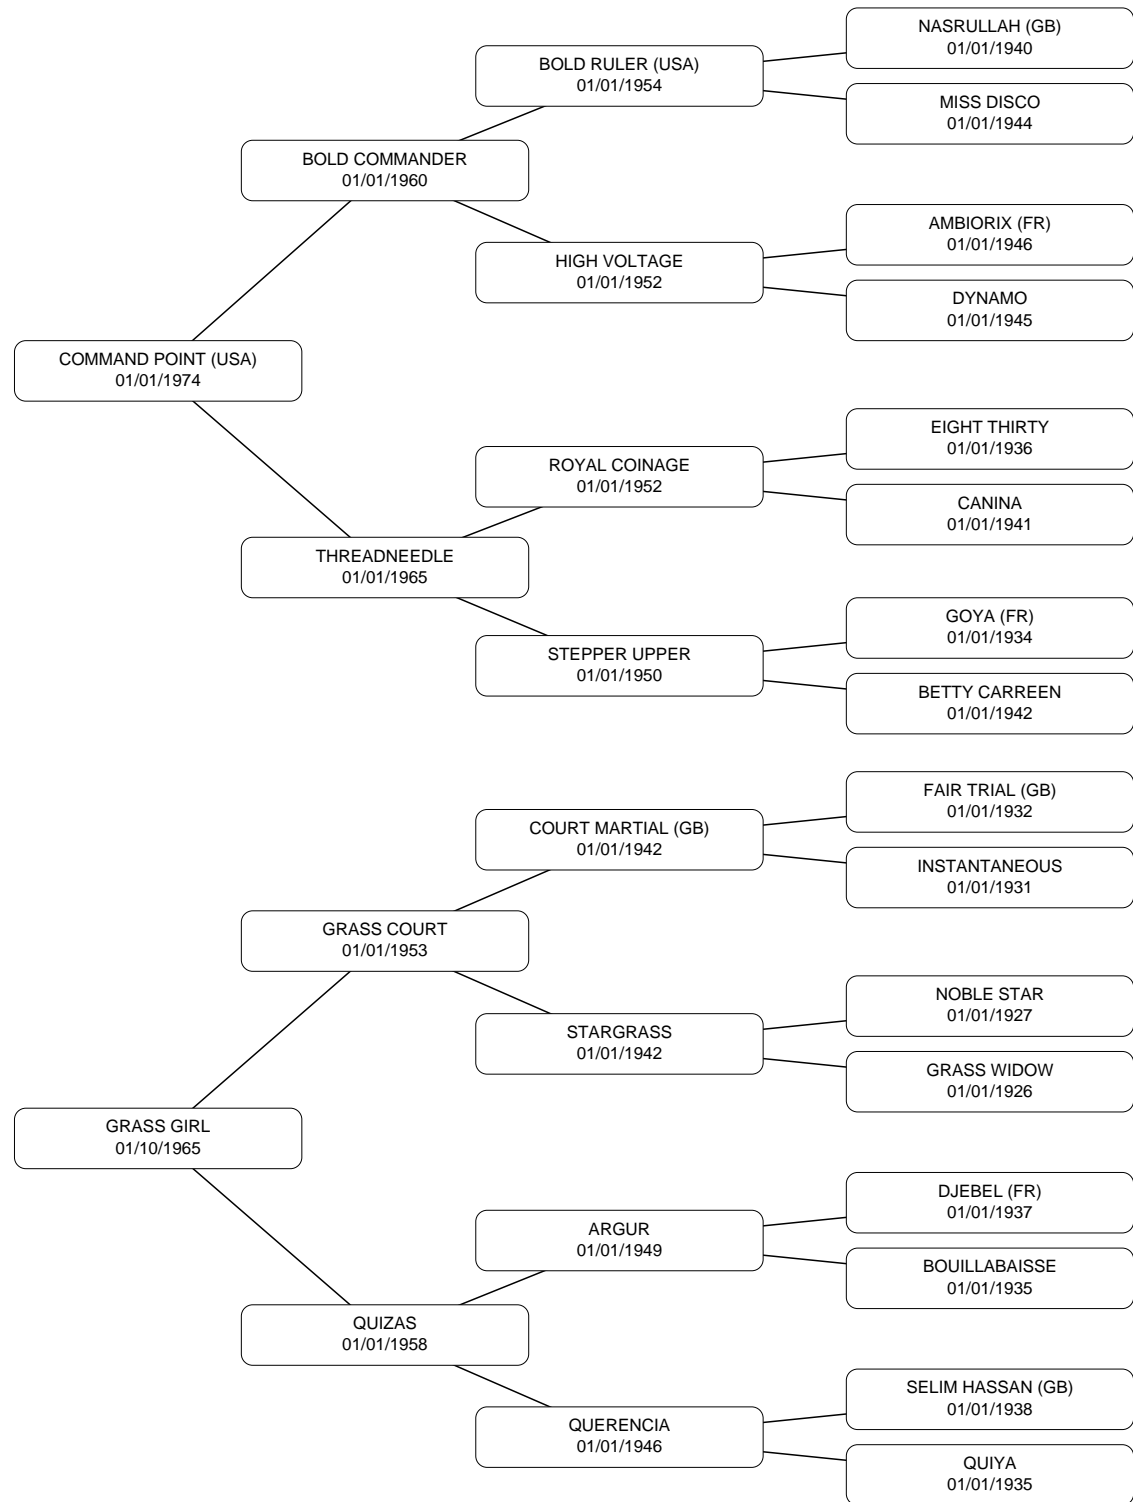 NASRULLAH (GB)
01/01/1940
BOLD RULER (USA)
01/01/1954
MISS DISCO
01/01/1944
BOLD COMMANDER
01/01/1960
AMBIORIX (FR)
01/01/1946
HIGH VOLTAGE
01/01/1952
DYNAMO
01/01/1945
COMMAND POINT (USA)
01/01/1974
EIGHT THIRTY
01/01/1936
ROYAL COINAGE
01/01/1952
CANINA
01/01/1941
THREADNEEDLE
01/01/1965
GOYA (FR)
01/01/1934
STEPPER UPPER
01/01/1950
BETTY CARREEN
01/01/1942
FAIR TRIAL (GB)
01/01/1932
COURT MARTIAL (GB)
01/01/1942
INSTANTANEOUS
01/01/1931
GRASS COURT
01/01/1953
NOBLE STAR
01/01/1927
STARGRASS
01/01/1942
GRASS WIDOW
01/01/1926
GRASS GIRL
01/10/1965
DJEBEL (FR)
01/01/1937
ARGUR
01/01/1949
BOUILLABAISSE
01/01/1935
QUIZAS
01/01/1958
SELIM HASSAN (GB)
01/01/1938
QUERENCIA
01/01/1946
QUIYA
01/01/1935